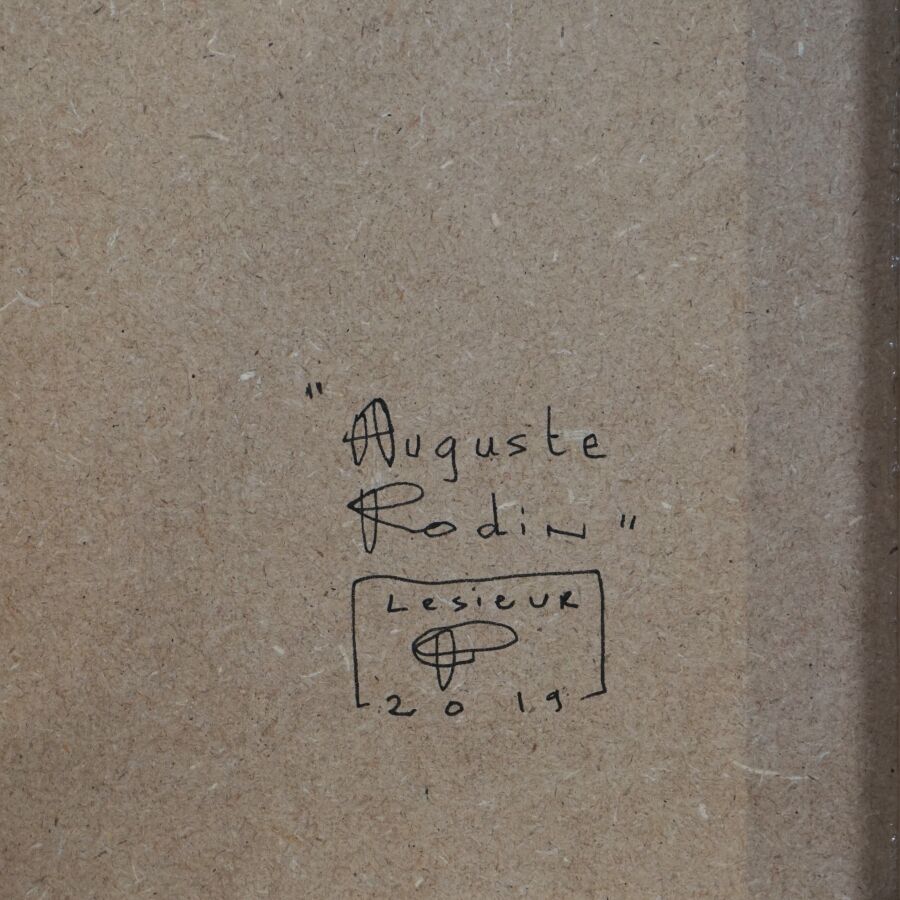 "Auguste
Rodin"
Lesieur
2019